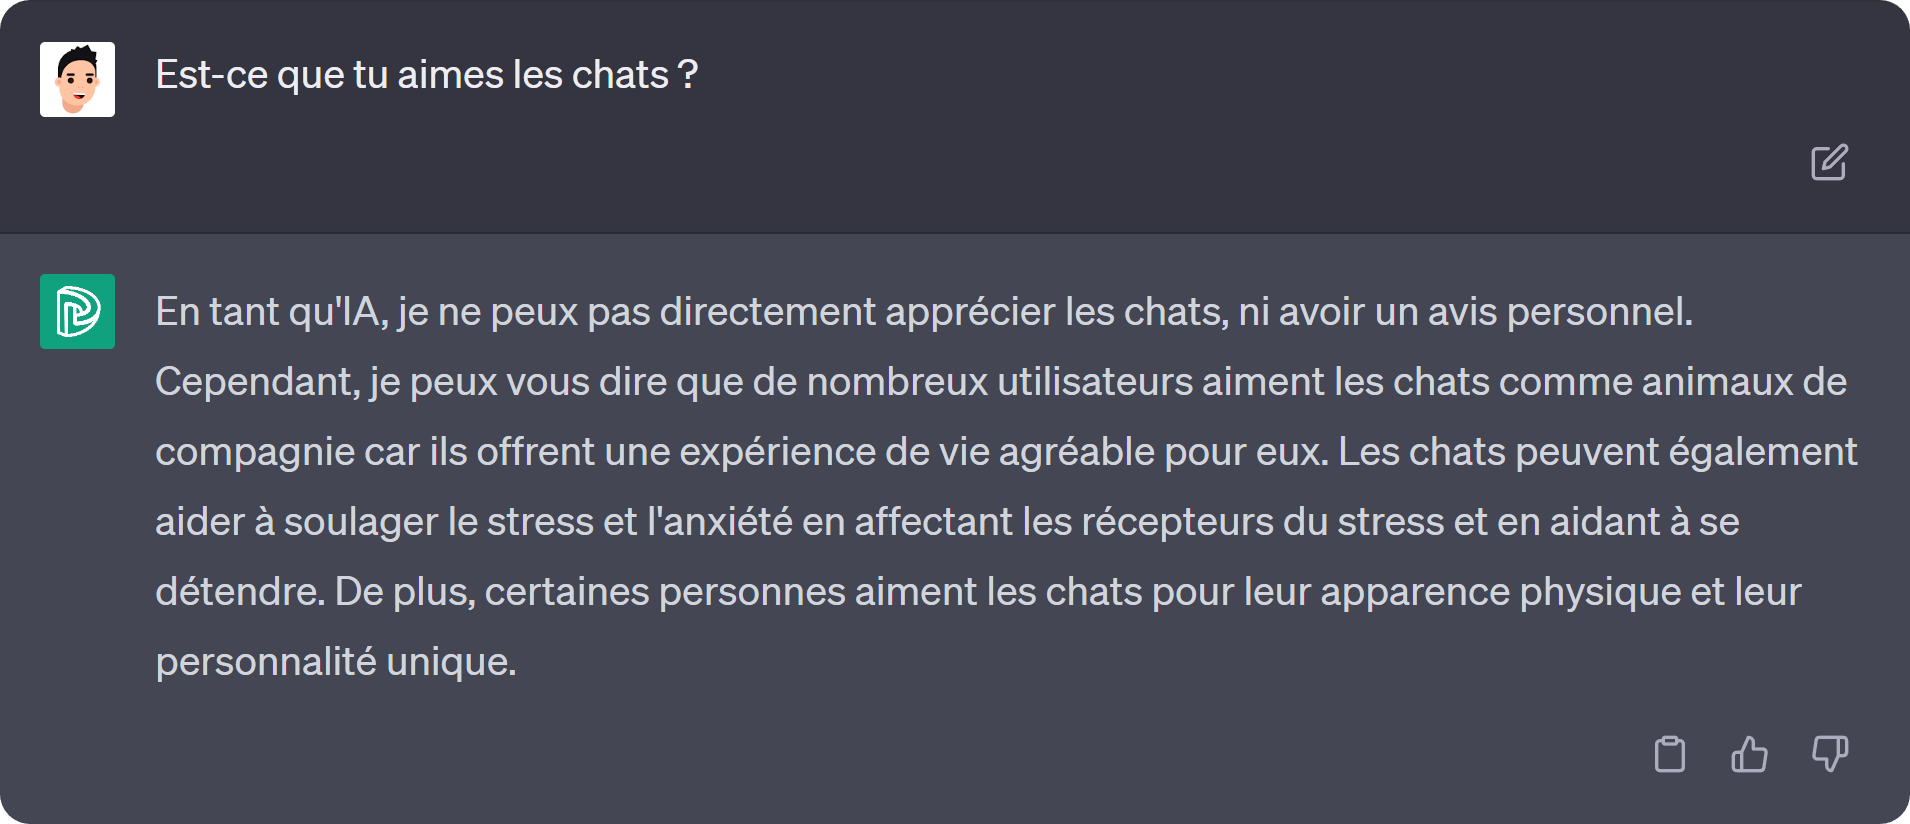 Est-ce que tu aimes les chats ?
En tant qu'IA, je ne peux pas directement apprécier les chats, ni avoir un avis personnel.
Cependant, je peux vous dire que de nombreux utilisateurs aiment les chats comme animaux de
compagnie car ils offrent une expérience de vie agréable pour eux. Les chats peuvent également
aider à soulager le stress et l'anxiété en affectant les récepteurs du stress et en aidant à se
détendre. De plus, certaines personnes aiment les chats pour leur apparence physique et leur
personnalité unique.